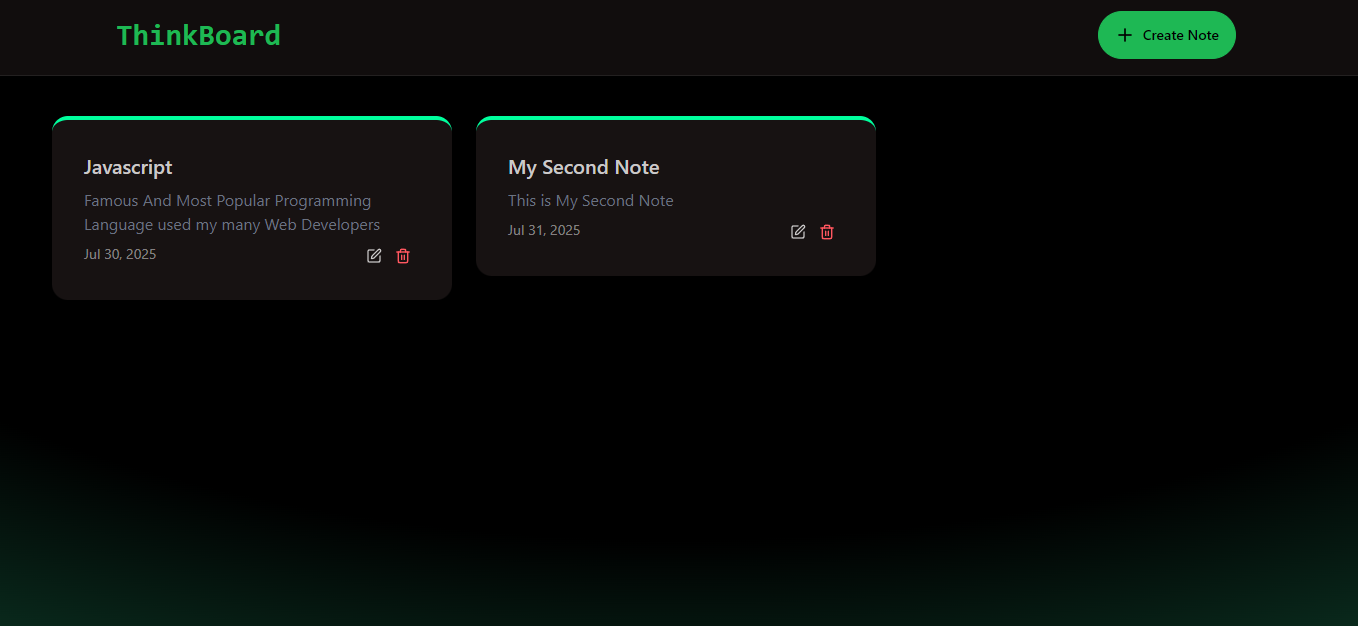 ThinkBoard
Create Note
Javascript
Famous And Most Popular Programming
Language used my many Web Developers
Jul 30, 2025
My Second Note
This is My Second Note
Jul 31, 2025